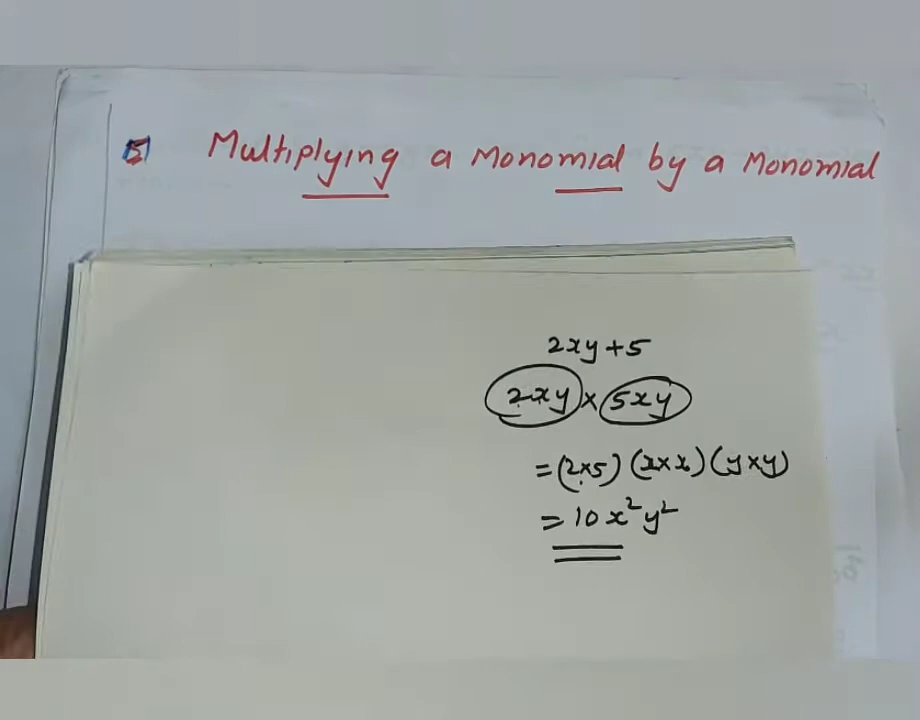 5) Multiplying a Monomial by a Monomial
2xy+5
2xy × 5xy
=(2×5) (x×x) (y×y)
= 10x²y²